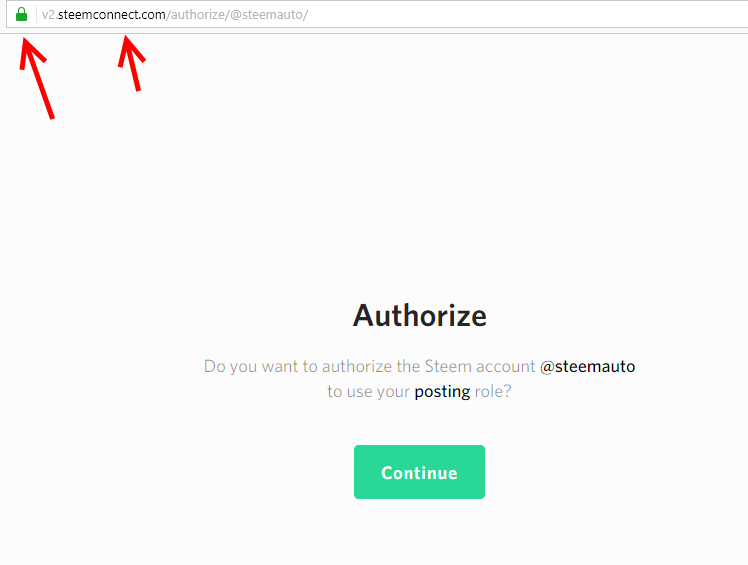 v2.steemconnect.com/authorize/@steemauto/
Authorize
Do you want to authorize the Steem account @steemauto
to use your posting role?
Continue